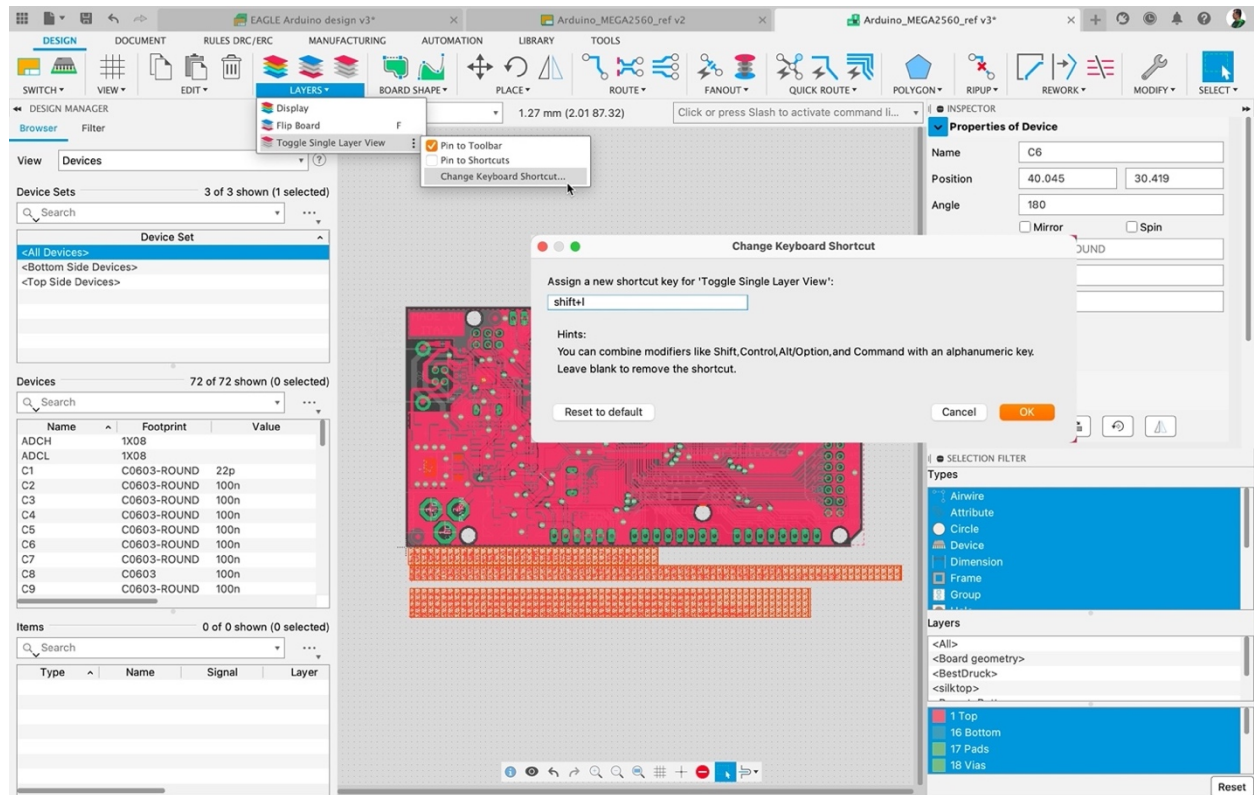 EAGLE Arduino design v3*
Arduino_MEGA2560_ref v2
Arduino_MEGA2560_ref v3*
DESIGN DOCUMENT RULES DRC/ERC MANUFACTURING AUTOMATION LIBRARY TOOLS
SWITCH VIEW EDIT LAYERS BOARD SHAPE PLACE ROUTE FANOUT QUICK ROUTE POLYGON RIPUP REWORK MODIFY SELECT
DESIGN MANAGER
Browser Filter
View Devices
Display
Flip Board F
Toggle Single Layer View
Pin to Toolbar
Pin to Shortcuts
Change Keyboard Shortcut...
1.27 mm (2.01 87.32)
Click or press Slash to activate command li...
Device Sets 3 of 3 shown (1 selected)
Search
Device Set
<All Devices>
<Bottom Side Devices>
<Top Side Devices>
Devices 72 of 72 shown (0 selected)
Search
Name Footprint Value
ADCH 1X08
ADCL 1X08
C1 C0603-ROUND 22p
C2 C0603-ROUND 100n
C3 C0603-ROUND 100n
C4 C0603-ROUND 100n
C5 C0603-ROUND 100n
C6 C0603-ROUND 100n
C7 C0603-ROUND 100n
C8 C0603 100n
C9 C0603-ROUND 100n
Items 0 of 0 shown (0 selected)
Search
Type Name Signal Layer
Change Keyboard Shortcut
Assign a new shortcut key for 'Toggle Single Layer View':
shift+l
Hints:
You can combine modifiers like Shift,Control,Alt/Option,and Command with an alphanumeric key.
Leave blank to remove the shortcut.
Reset to default Cancel OK
INSPECTOR
Properties of Device
Name C6
Position 40.045 30.419
Angle 180
Mirror Spin
SELECTION FILTER
Types
Airwire
Attribute
Circle
Device
Dimension
Frame
Group
Layers
<All>
<Board geometry>
<BestDruck>
<silktop>
1 Top
16 Bottom
17 Pads
18 Vias
Reset